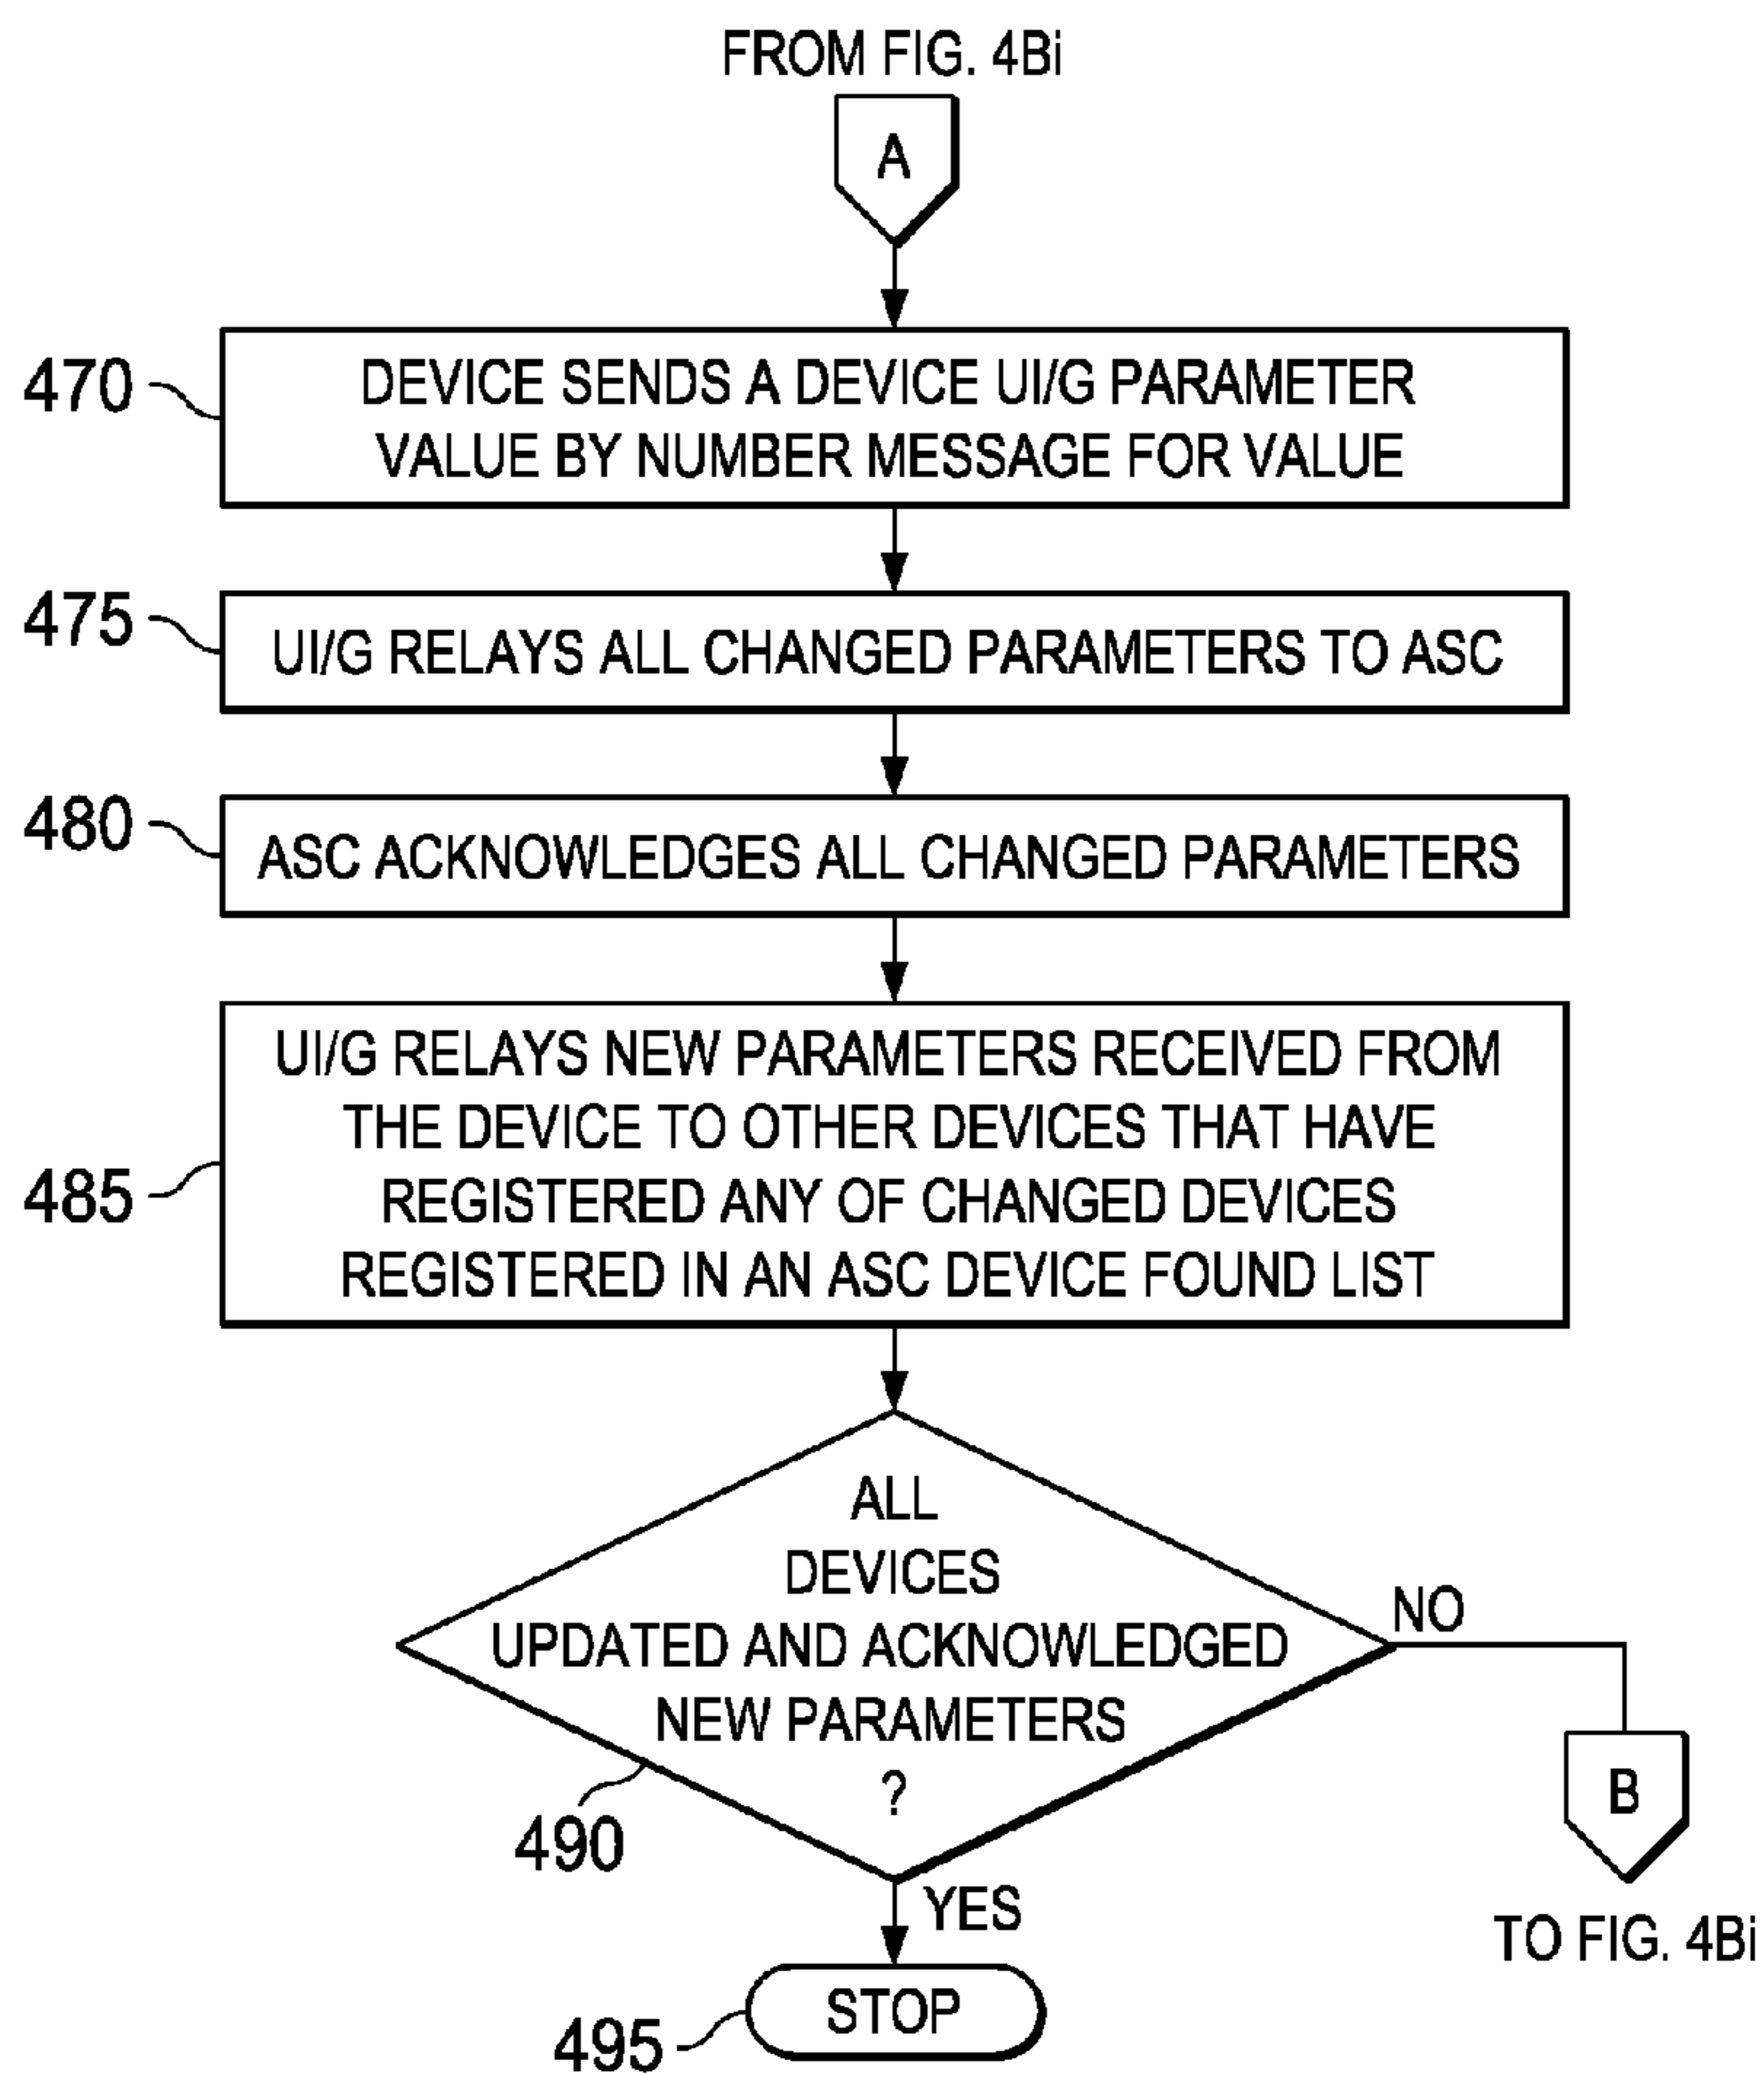 FROM FIG. 4Bi
A
470
DEVICE SENDS A DEVICE UI/G PARAMETER
VALUE BY NUMBER MESSAGE FOR VALUE
475
UI/G RELAYS ALL CHANGED PARAMETERS TO ASC
480
ASC ACKNOWLEDGES ALL CHANGED PARAMETERS
485
UI/G RELAYS NEW PARAMETERS RECEIVED FROM
THE DEVICE TO OTHER DEVICES THAT HAVE
REGISTERED ANY OF CHANGED DEVICES
REGISTERED IN AN ASC DEVICE FOUND LIST
ALL
DEVICES
UPDATED AND ACKNOWLEDGED
NEW PARAMETERS
?
490
NO
B
TO FIG. 4Bi
YES
STOP
495